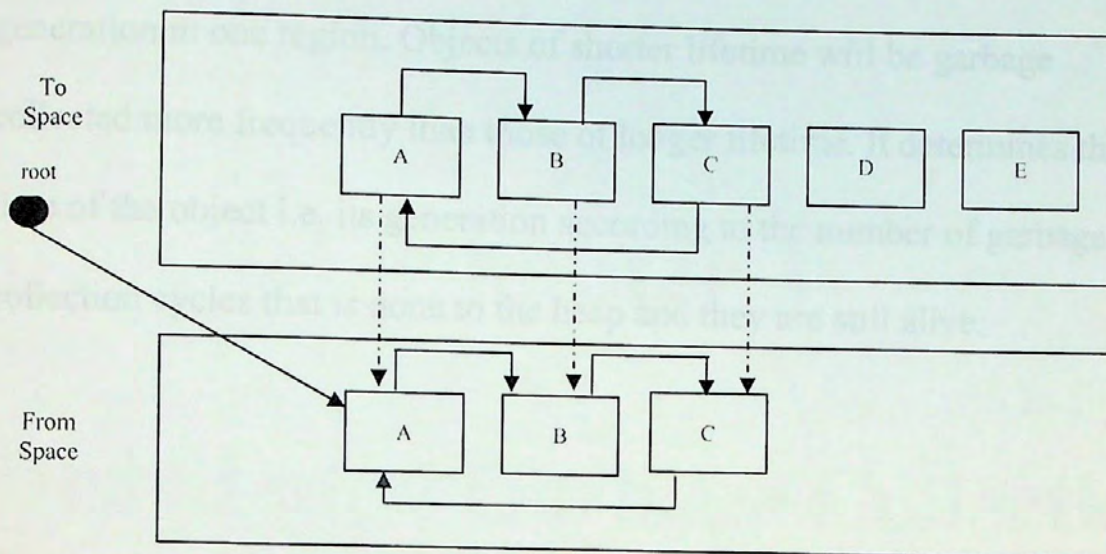 generation in one region. Objects of shorter lifetime will be garbage
To
Space
collected more frequently than those of longer lifetime. It determines
root
A B C D E
of the object i.e. its generation according to the number of garbage
collection cycles that is done to the heap and they are still alive:
From
Space
A B C